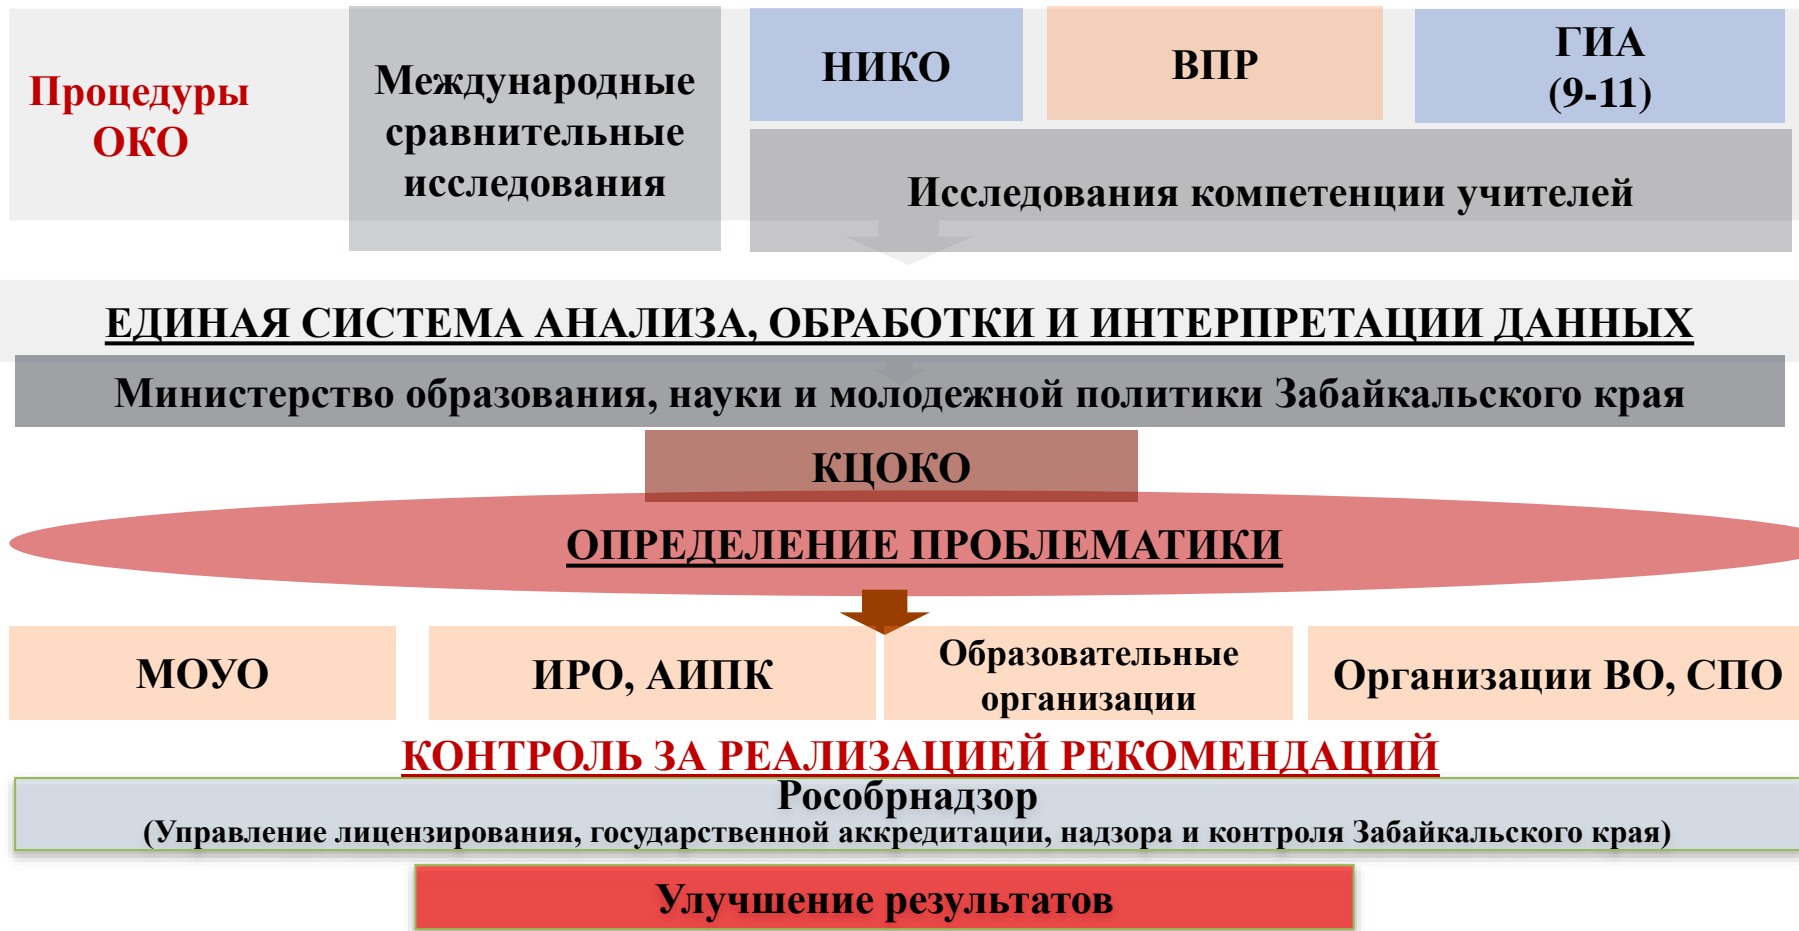 Процедуры
ОКО
Международные
сравнительные
исследования
НИКО
ВПР
ГИА
(9-11)
Исследования компетенции учителей
ЕДИНАЯ СИСТЕМА АНАЛИЗА, ОБРАБОТКИ И ИНТЕРПРЕТАЦИИ ДАННЫХ
Министерство образования, науки и молодежной политики Забайкальского края
КЦОКО
ОПРЕДЕЛЕНИЕ ПРОБЛЕМАТИКИ
МОУО
ИРО, АИПК
Образовательные
организации
Организации ВО, СПО
КОНТРОЛЬ ЗА РЕАЛИЗАЦИЕЙ РЕКОМЕНДАЦИЙ
Рособрнадзор
(Управление лицензирования, государственной аккредитации, надзора и контроля Забайкальского края)
Улучшение результатов